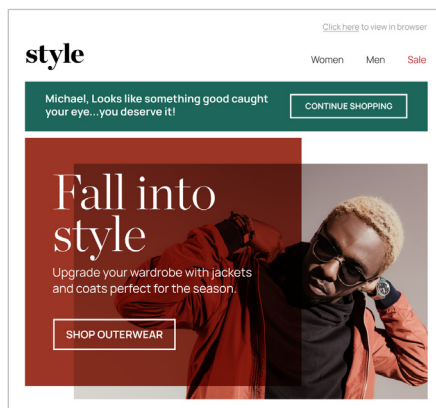 Click here to view in browser
style
Women Men Sale
Michael, Looks like something good caught
your eye...you deserve it!
CONTINUE SHOPPING
Fall into
style
Upgrade your wardrobe with jackets
and coats perfect for the season.
SHOP OUTERWEAR